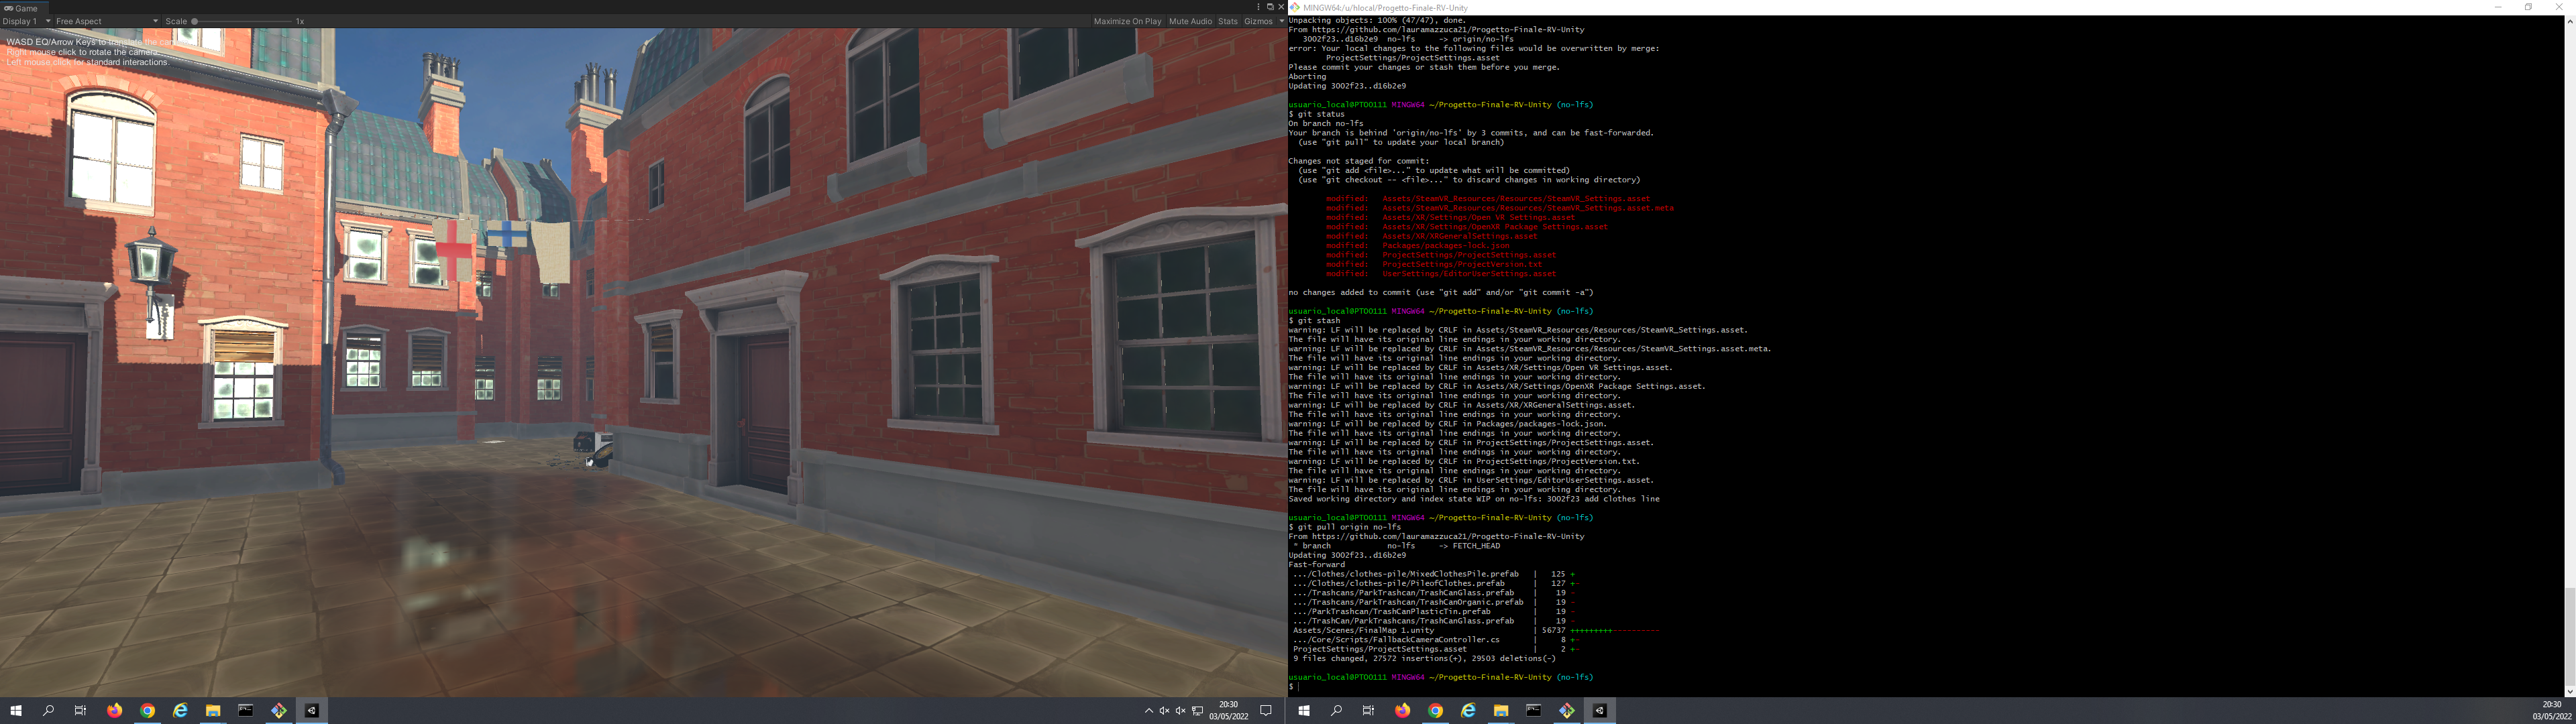 Game
Display 1 Free Aspect Scale 1x Maximize On Play Mute Audio Stats Gizmos
WASD EQ/Arrow Keys to translate the camera
Right mouse click to rotate the camera.
Left mouse click for standard interactions.
20:30
03/05/2022
MINGW64:/u/hlocal/Progetto-Finale-RV-Unity
Unpacking objects: 100% (47/47), done.
From https://github.com/lauramazzuca21/Progetto-Finale-RV-Unity
3002f23..d16b2e9 no-lfs -> origin/no-lfs
error: Your local changes to the following files would be overwritten by merge:
ProjectSettings/ProjectSettings.asset
Please commit your changes or stash them before you merge.
Aborting
Updating 3002f23..d16b2e9
usuario_local@PTOO111 MINGW64 ~/Progetto-Finale-RV-Unity (no-lfs)
$ git status
On branch no-lfs
Your branch is behind 'origin/no-lfs' by 3 commits, and can be fast-forwarded.
(use "git pull" to update your local branch)
Changes not staged for commit:
(use "git add <file>..." to update what will be committed)
(use "git checkout -- <file>..." to discard changes in working directory)
modified: Assets/SteamVR_Resources/Resources/SteamVR_Settings.asset
modified: Assets/SteamVR_Resources/Resources/SteamVR_Settings.asset.meta
modified: Assets/XR/Settings/Open VR Settings.asset
modified: Assets/XR/Settings/OpenXR Package Settings.asset
modified: Assets/XR/XRGeneralSettings.asset
modified: Packages/packages-lock.json
modified: ProjectSettings/ProjectSettings.asset
modified: ProjectSettings/ProjectVersion.txt
modified: UserSettings/EditorUserSettings.asset
no changes added to commit (use "git add" and/or "git commit -a")
usuario_local@PTOO111 MINGW64 ~/Progetto-Finale-RV-Unity (no-lfs)
$ git stash
warning: LF will be replaced by CRLF in Assets/SteamVR_Resources/Resources/SteamVR_Settings.asset.
The file will have its original line endings in your working directory.
warning: LF will be replaced by CRLF in Assets/SteamVR_Resources/Resources/SteamVR_Settings.asset.meta.
The file will have its original line endings in your working directory.
warning: LF will be replaced by CRLF in Assets/XR/Settings/Open VR Settings.asset.
The file will have its original line endings in your working directory.
warning: LF will be replaced by CRLF in Assets/XR/Settings/OpenXR Package Settings.asset.
The file will have its original line endings in your working directory.
warning: LF will be replaced by CRLF in Assets/XR/XRGeneralSettings.asset.
The file will have its original line endings in your working directory.
warning: LF will be replaced by CRLF in Packages/packages-lock.json.
The file will have its original line endings in your working directory.
warning: LF will be replaced by CRLF in ProjectSettings/ProjectSettings.asset.
The file will have its original line endings in your working directory.
warning: LF will be replaced by CRLF in ProjectSettings/ProjectVersion.txt.
The file will have its original line endings in your working directory.
warning: LF will be replaced by CRLF in UserSettings/EditorUserSettings.asset.
The file will have its original line endings in your working directory.
Saved working directory and index state WIP on no-lfs: 3002f23 add clothes line
usuario_local@PTOO111 MINGW64 ~/Progetto-Finale-RV-Unity (no-lfs)
$ git pull origin no-lfs
From https://github.com/lauramazzuca21/Progetto-Finale-RV-Unity
* branch no-lfs -> FETCH_HEAD
Updating 3002f23..d16b2e9
Fast-forward
.../Clothes/clothes-pile/MixedClothesPile.prefab | 125 +
.../Clothes/clothes-pile/PileofClothes.prefab | 127 +-
.../Trashcans/ParkTrashcan/TrashCanGlass.prefab | 19 -
.../Trashcans/ParkTrashcan/TrashCanOrganic.prefab | 19 -
.../ParkTrashcan/TrashCanPlasticTin.prefab | 19 -
.../TrashCan/ParkTrashcans/TrashCanGlass.prefab | 19 -
Assets/Scenes/FinalMap 1.unity | 56737 +++++++++----------
.../Core/Scripts/FallbackCameraController.cs | 8 +-
ProjectSettings/ProjectSettings.asset | 2 +-
9 files changed, 27572 insertions(+), 29503 deletions(-)
usuario_local@PTOO111 MINGW64 ~/Progetto-Finale-RV-Unity (no-lfs)
$
20:30
03/05/2022